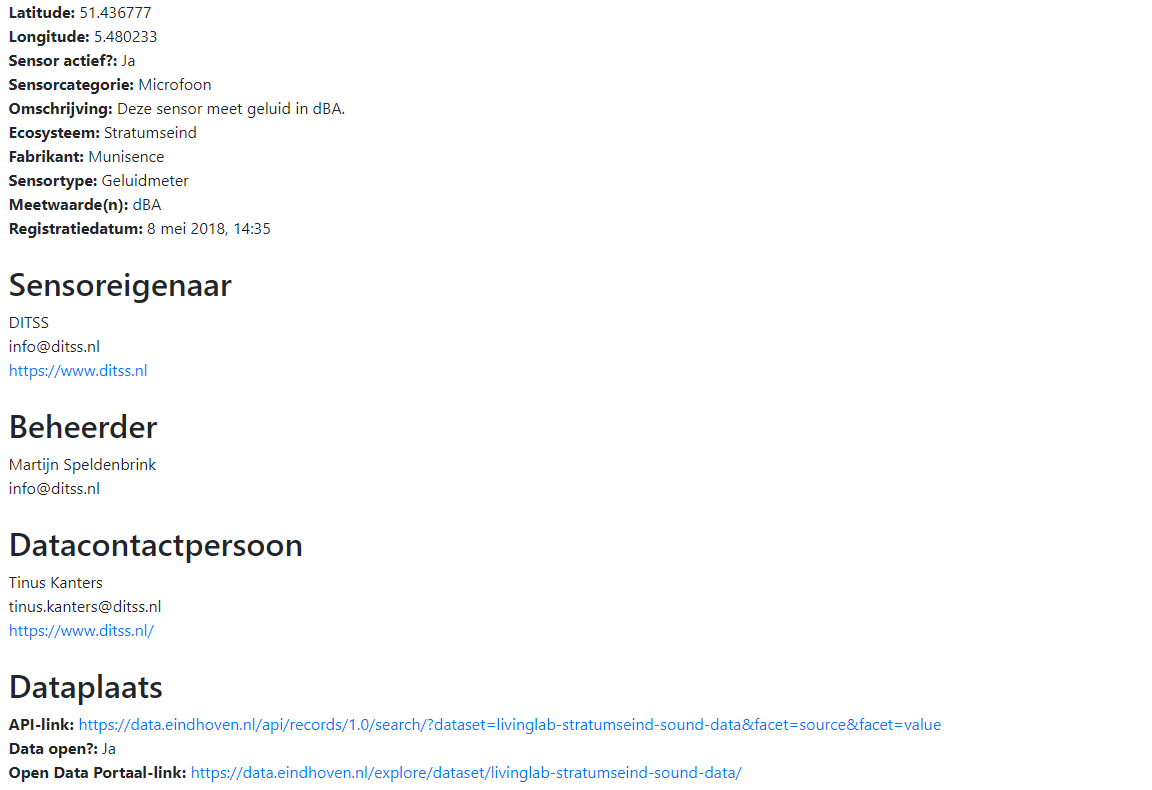 Latitude: 51.436777
Longitude: 5.480233
Sensor actief?: Ja
Sensorcategorie: Microfoon
Omschrijving: Deze sensor meet geluid in dBA.
Ecosysteem: Stratumseind
Fabrikant: Munisence
Sensortype: Geluidmeter
Meetwaarde(n): dBA
Registratiedatum: 8 mei 2018, 14:35
Sensoreigenaar
DITSS
info@ditss.nl
https://www.ditss.nl
Beheerder
Martijn Speldenbrink
info@ditss.nl
Datacontactpersoon
Tinus Kanters
tinus.kanters@ditss.nl
https://www.ditss.nl/
Dataplaats
API-link: https://data.eindhoven.nl/api/records/1.0/search/?dataset=livinglab-stratumseind-sound-data&facet=source&facet=value
Data open?: Ja
Open Data Portaal-link: https://data.eindhoven.nl/explore/dataset/livinglab-stratumseind-sound-data/